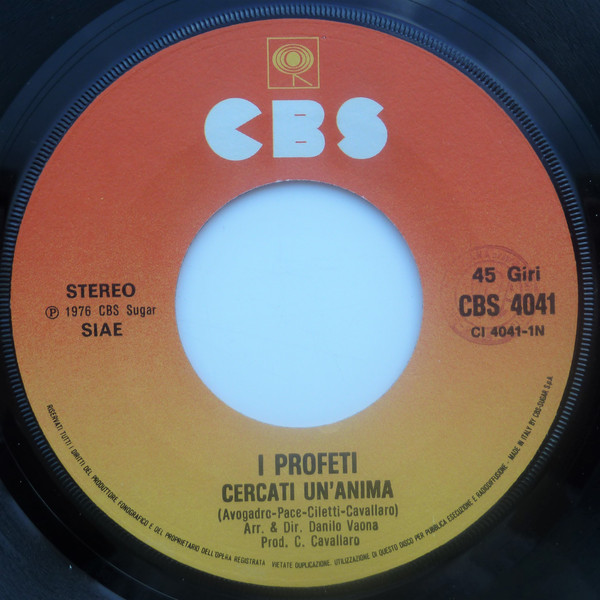 CBS
STEREO
℗ 1976 CBS Sugar
SIAE
45 Giri
CBS 4041
CI 4041-1N
I PROFETI
CERCATI UN'ANIMA
(Avogadro-Pace-Ciletti-Cavallaro)
Arr. & Dir. Danilo Vaona
Prod. C. Cavallaro
RISERVATI TUTTI I DIRITTI DEL PRODUTTORE FONOGRAFICO E DEL PROPRIETARIO DELL'OPERA REGISTRATA VIETATE DUPLICAZIONE. UTILIZZAZIONE DI QUESTO DISCO PER PUBBLICA ESECUZIONE E RADIODIFFUSIONE. - MADE IN ITALY BY CBS-SUGAR S.p.A.